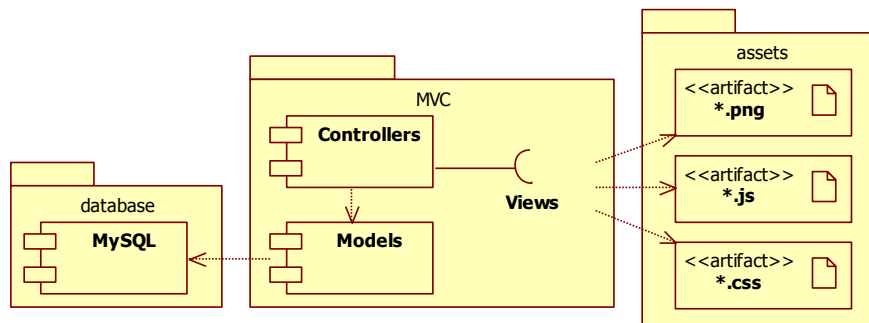 database
MySQL
MVC
Controllers
Views
Models
assets
<<artifact>>
*.png
<<artifact>>
*.js
<<artifact>>
*.css